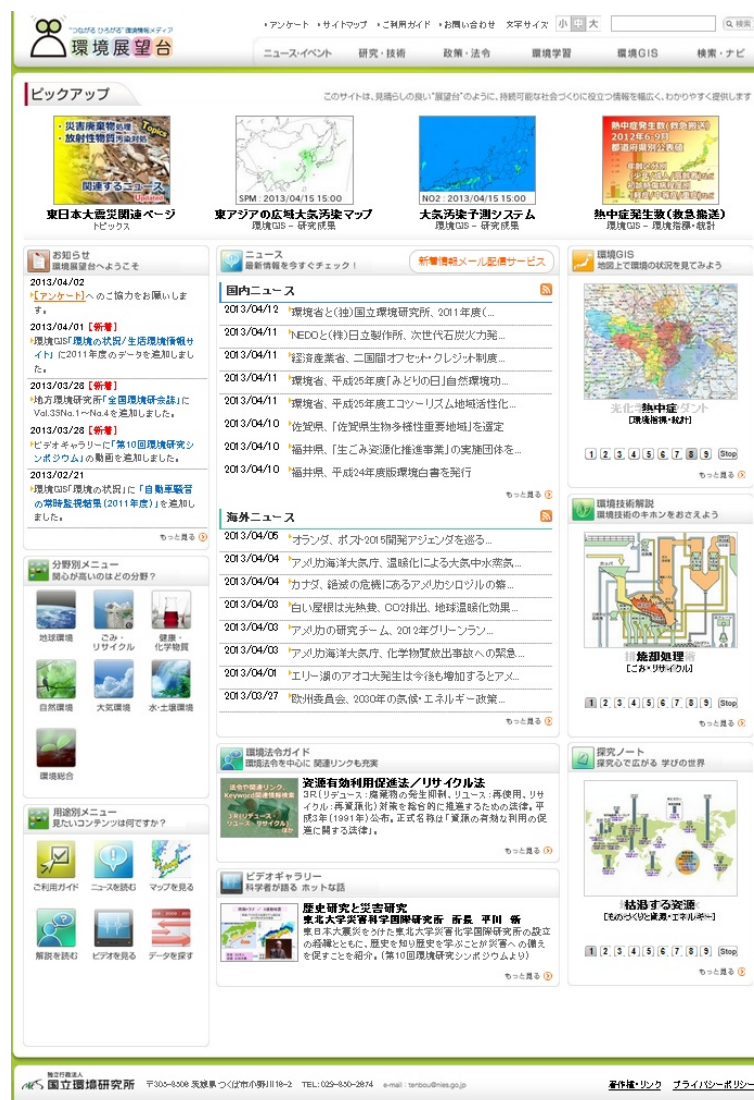 "つながる ひろがる"環境情報メディア
環境展望台
アンケート サイトマップ ご利用ガイド お問い合わせ 文字サイズ 小 中 大 検索
ニュース・イベント 研究・技術 政策・法令 環境学習 環境GIS 検索・ナビ
ピックアップ
このサイトは、見晴らしの良い"展望台"のように、持続可能な社会づくりに役立つ情報を幅広く、わかりやすく提供します
・災害廃棄物処理 Topics
・放射性物質汚染対処
関連するニュース
Updated
東日本大震災関連ページ
トピックス
SPM : 2013/04/15 15:00
東アジアの広域大気汚染マップ
環境GIS - 研究成果
NO2 : 2013/04/15 15:00
大気汚染予測システム
環境GIS - 研究成果
熱中症発生数(救急搬送)
2012年6-9月
都道府県別公表値
熱中症発生数(救急搬送)
環境GIS - 環境指標・統計
お知らせ
環境展望台へようこそ
2013/04/02
【アンケート】へのご協力をお願いします。
2013/04/01 【新着】
環境GIS「環境の状況/生活環境情報サイト」に2011年度のデータを追加しました。
2013/03/28 【新着】
地方環境研究所「全国環境研会誌」にVol.35No.1～No.4を追加しました。
2013/03/28 【新着】
ビデオギャラリーに「第10回環境研究シンポジウム」の動画を追加しました。
2013/02/21
環境GIS「環境の状況」に「自動車騒音の常時監視結果(2011年度)」を追加しました。
もっと見る
分野別メニュー
関心が高いのはどの分野？
地球環境 ごみ・リサイクル 健康・化学物質
自然環境 大気環境 水・土壌環境
環境総合
用途別メニュー
見たいコンテンツは何ですか？
ご利用ガイド ニュースを読む マップを見る
解説を読む ビデオを見る データを探す
ニュース
最新情報を今すぐチェック！
新着情報メール配信サービス
国内ニュース
2013/04/12 環境省と(独)国立環境研究所、2011年度(...
2013/04/11 NEDOと(株)日立製作所、次世代石炭火力発...
2013/04/11 経済産業省、二国間オフセット・クレジット制度...
2013/04/11 環境省、平成25年度「みどりの日」自然環境功...
2013/04/11 環境省、平成25年度エコツーリズム地域活性化...
2013/04/10 佐賀県、「佐賀県生物多様性重要地域」を選定
2013/04/10 福井県、「生ごみ資源化推進事業」の実施団体を...
2013/04/10 福井県、平成24年度版環境白書を発行
もっと見る
海外ニュース
2013/04/05 オランダ、ポスト2015開発アジェンダを巡る...
2013/04/04 アメリカ海洋大気庁、温暖化による大気中水蒸気...
2013/04/04 カナダ、絶滅の危機にあるアメリカシロヅルの繁...
2013/04/03 白い屋根は光熱費、CO2排出、地球温暖化効果...
2013/04/03 アメリカの研究チーム、2012年グリーンラン...
2013/04/03 アメリカ海洋大気庁、化学物質放出事故への緊急...
2013/04/01 エリー湖のアオコ大発生は今後も増加するとアメ...
2013/03/27 欧州委員会、2030年の気候・エネルギー政策...
もっと見る
環境法令ガイド
環境法令を中心に 関連リンクも充実
法令や関連リンク、
Keyword関連情報検索
3R(リデュース・
リユース・リサイクル)
ほか
資源有効利用促進法／リサイクル法
3R(リデュース：廃棄物の発生抑制、リユース：再使用、リサ
イクル：再資源化)対策を総合的に推進するための法律。平
成3年(1991年)公布。正式名称は「資源の有効な利用の促
進に関する法律」。
もっと見る
ビデオギャラリー
科学者が語る ホットな話
歴史研究と災害研究
東北大学災害科学国際研究所 所長 平川 新
東日本大震災をうけた東北大学災害化学国際研究所の設立
の経緯とともに、歴史を知り歴史を学ぶことが災害への備え
を促すことを紹介。(第10回環境研究シンポジウムより)
もっと見る
環境GIS
地図上で環境の状況を見てみよう
熱中症
[環境指標・統計]
1 2 3 4 5 6 7 8 9 Stop
もっと見る
環境技術解説
環境技術のキホンをおさえよう
焼却処理
[ごみ・リサイクル]
1 2 3 4 5 6 7 8 9 Stop
もっと見る
探究ノート
探究心で広がる 学びの世界
枯渇する資源
[ものづくりと資源・エネルギー]
1 2 3 4 5 6 7 8 9 Stop
もっと見る
独立行政法人
国立環境研究所 〒305-8506 茨城県つくば市小野川16-2 TEL:029-850-2874 e-mail : tenbou@nies.go.jp
著作権・リンク プライバシーポリシー